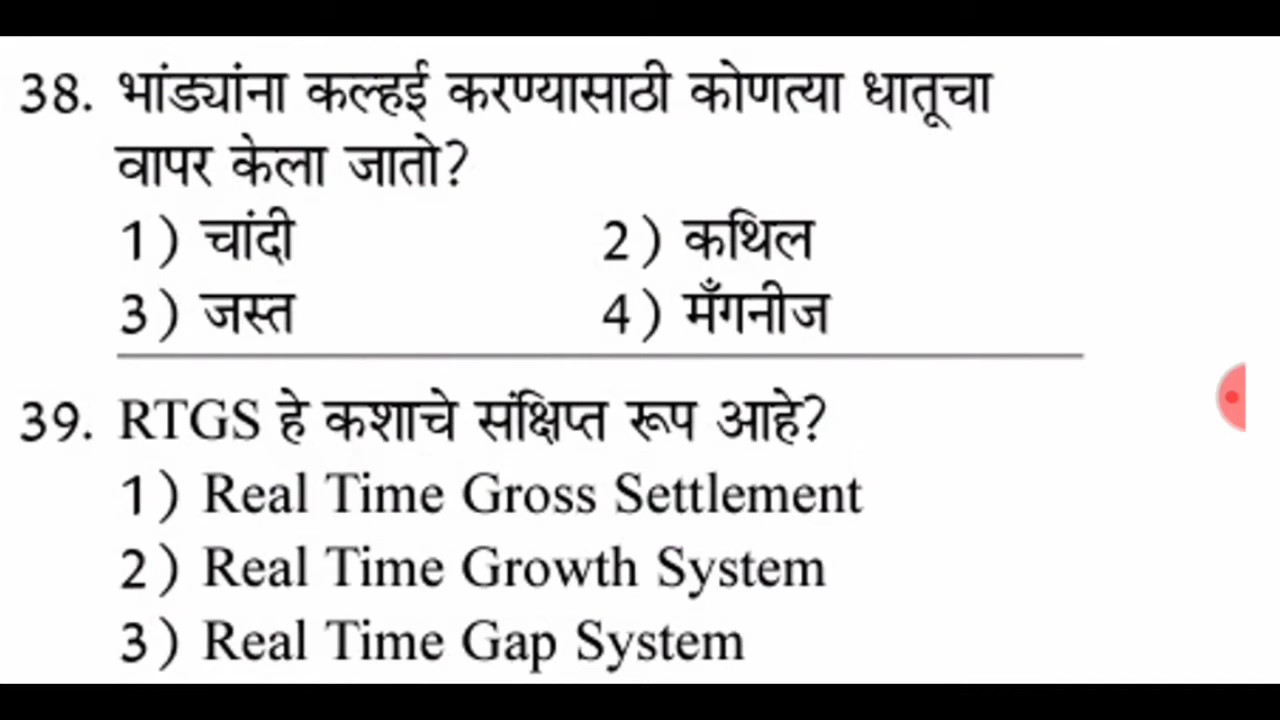 38. भांड्यांना कल्हई करण्यासाठी कोणत्या धातूचा
वापर केला जातो?
1) चांदी 2) कथिल
3) जस्त 4) मँगनीज
39. RTGS हे कशाचे संक्षिप्त रूप आहे?
1) Real Time Gross Settlement
2) Real Time Growth System
3) Real Time Gap System